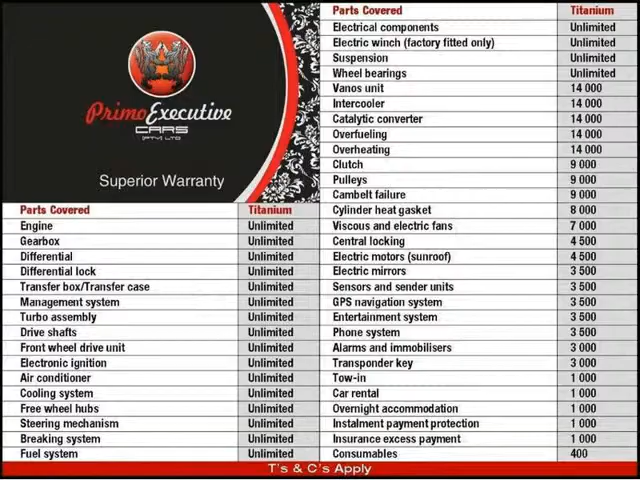 PrimoExecutive
CARS
(PTY) LTD
Superior Warranty
Parts Covered Titanium
Engine Unlimited
Gearbox Unlimited
Differential Unlimited
Differential lock Unlimited
Transfer box/Transfer case Unlimited
Management system Unlimited
Turbo assembly Unlimited
Drive shafts Unlimited
Front wheel drive unit Unlimited
Electronic ignition Unlimited
Air conditioner Unlimited
Cooling system Unlimited
Free wheel hubs Unlimited
Steering mechanism Unlimited
Breaking system Unlimited
Fuel system Unlimited
Parts Covered Titanium
Electrical components Unlimited
Electric winch (factory fitted only) Unlimited
Suspension Unlimited
Wheel bearings Unlimited
Vanos unit 14 000
Intercooler 14 000
Catalytic converter 14 000
Overfueling 14 000
Overheating 14 000
Clutch 9 000
Pulleys 9 000
Cambelt failure 9 000
Cylinder heat gasket 8 000
Viscous and electric fans 7 000
Central locking 4 500
Electric motors (sunroof) 4 500
Electric mirrors 3 500
Sensors and sender units 3 500
GPS navigation system 3 500
Entertainment system 3 500
Phone system 3 500
Alarms and immobilisers 3 000
Transponder key 3 000
Tow-in 1 000
Car rental 1 000
Overnight accommodation 1 000
Instalment payment protection 1 000
Insurance excess payment 1 000
Consumables 400
T's & C's Apply